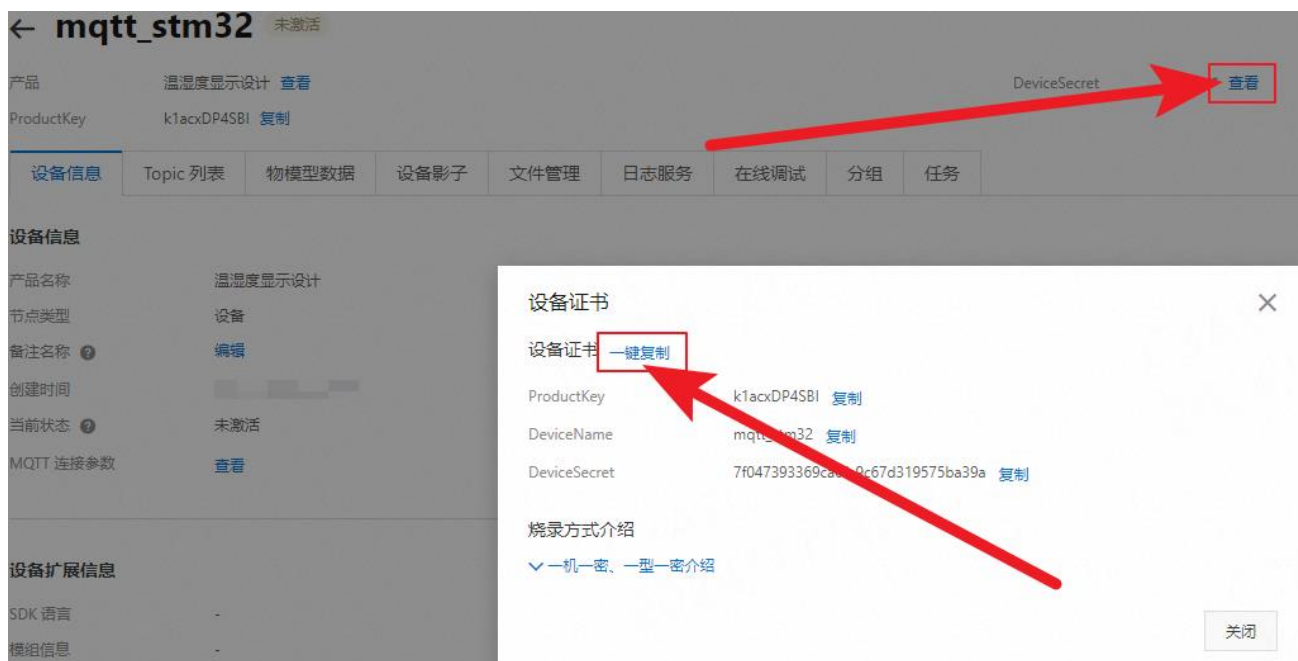 ← mqtt_stm32 未激活
产品 温湿度显示设计 查看 DeviceSecret 查看
ProductKey k1acxDP4SBI 复制
设备信息 Topic 列表 物模型数据 设备影子 文件管理 日志服务 在线调试 分组 任务
设备信息
产品名称 温湿度显示设计
节点类型 设备
备注名称 编辑
创建时间
当前状态 未激活
MQTT 连接参数 查看
设备扩展信息
SDK 语言 -
模组信息 -
设备证书
设备证书 一键复制
ProductKey k1acxDP4SBI 复制
DeviceName 复制
DeviceSecret 复制
烧录方式介绍
一机一密、一型一密介绍
关闭